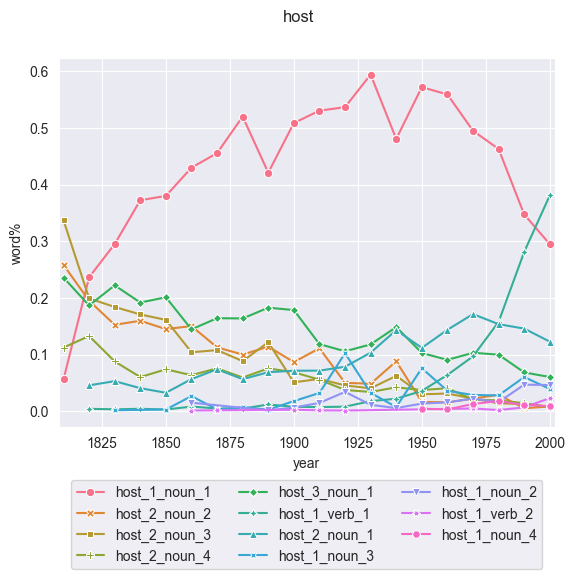 host
0.6
0.5
0.4
0.3
0.2
0.1
0.0
word%
1825 1850 1875 1900 1925 1950 1975 2000
year
host_1_noun_1 host_3_noun_1 host_1_noun_2
host_2_noun_2 host_1_verb_1 host_1_verb_2
host_2_noun_3 host_2_noun_1 host_1_noun_4
host_2_noun_4 host_1_noun_3